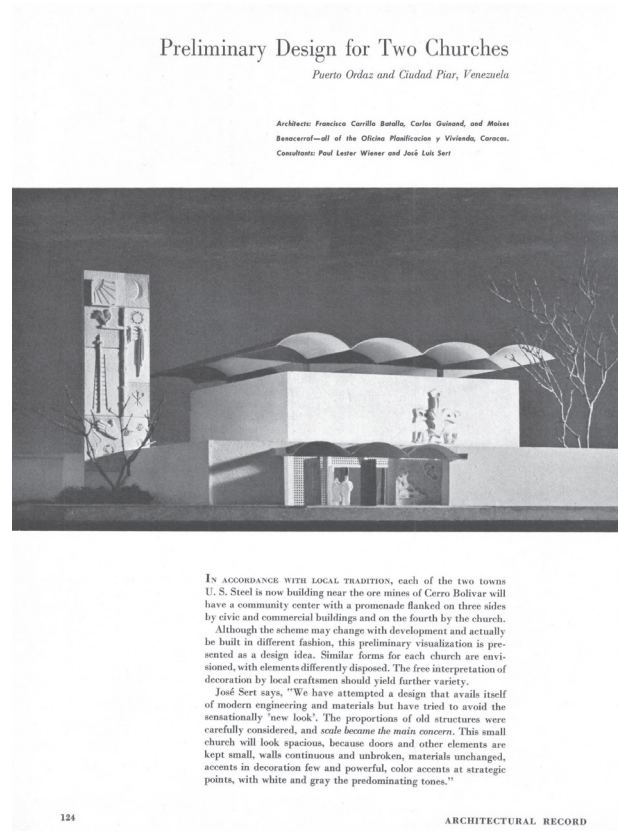 Preliminary Design for Two Churches
Puerto Ordaz and Ciudad Piar, Venezuela
Architects: Francisco Carrillo Batalla, Carlos Guinand, and Moises
Benacerraf—all of the Oficina Planificacion y Vivienda, Caracas.
Consultants: Paul Lester Wiener and José Luis Sert
IN ACCORDANCE WITH LOCAL TRADITION, each of the two towns
U. S. Steel is now building near the ore mines of Cerro Bolivar will
have a community center with a promenade flanked on three sides
by civic and commercial buildings and on the fourth by the church.
Although the scheme may change with development and actually
be built in different fashion, this preliminary visualization is pre-
sented as a design idea. Similar forms for each church are envi-
sioned, with elements differently disposed. The free interpretation of
decoration by local craftsmen should yield further variety.
José Sert says, "We have attempted a design that avails itself
of modern engineering and materials but have tried to avoid the
sensationally 'new look'. The proportions of old structures were
carefully considered, and scale became the main concern. This small
church will look spacious, because doors and other elements are
kept small, walls continuous and unbroken, materials unchanged,
accents in decoration few and powerful, color accents at strategic
points, with white and gray the predominating tones."
124
ARCHITECTURAL RECORD